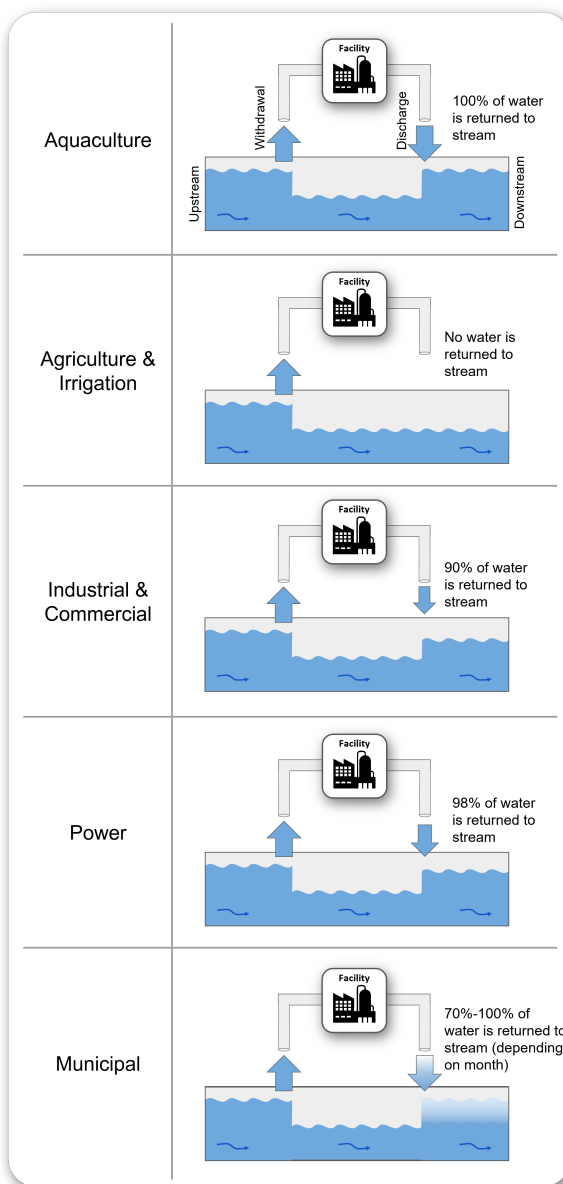 Aquaculture
Facility
Withdrawal
Discharge
100% of water
is returned to
stream
Upstream
Downstream
Agriculture &
Irrigation
Facility
No water is
returned to
stream
Industrial &
Commercial
Facility
90% of water
is returned to
stream
Power
Facility
98% of water
is returned to
stream
Municipal
Facility
70%-100% of
water is returned to
stream (depending
on month)